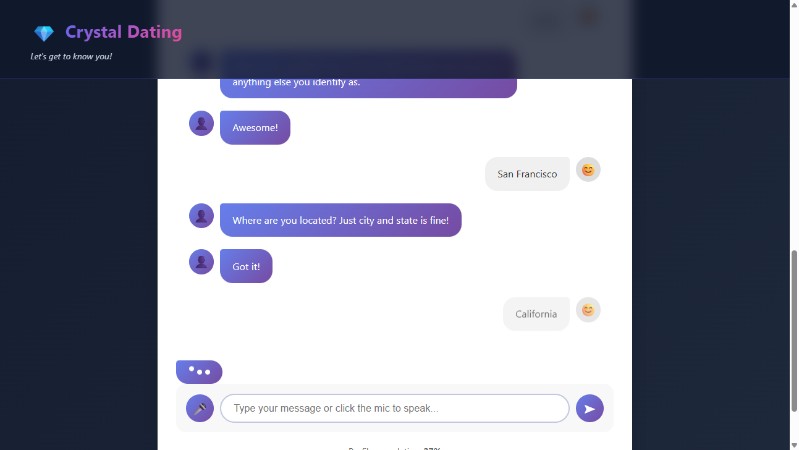 Crystal Dating
Let's get to know you!
anything else you identify as.
Awesome!
San Francisco
Where are you located? Just city and state is fine!
Got it!
California
Type your message or click the mic to speak...